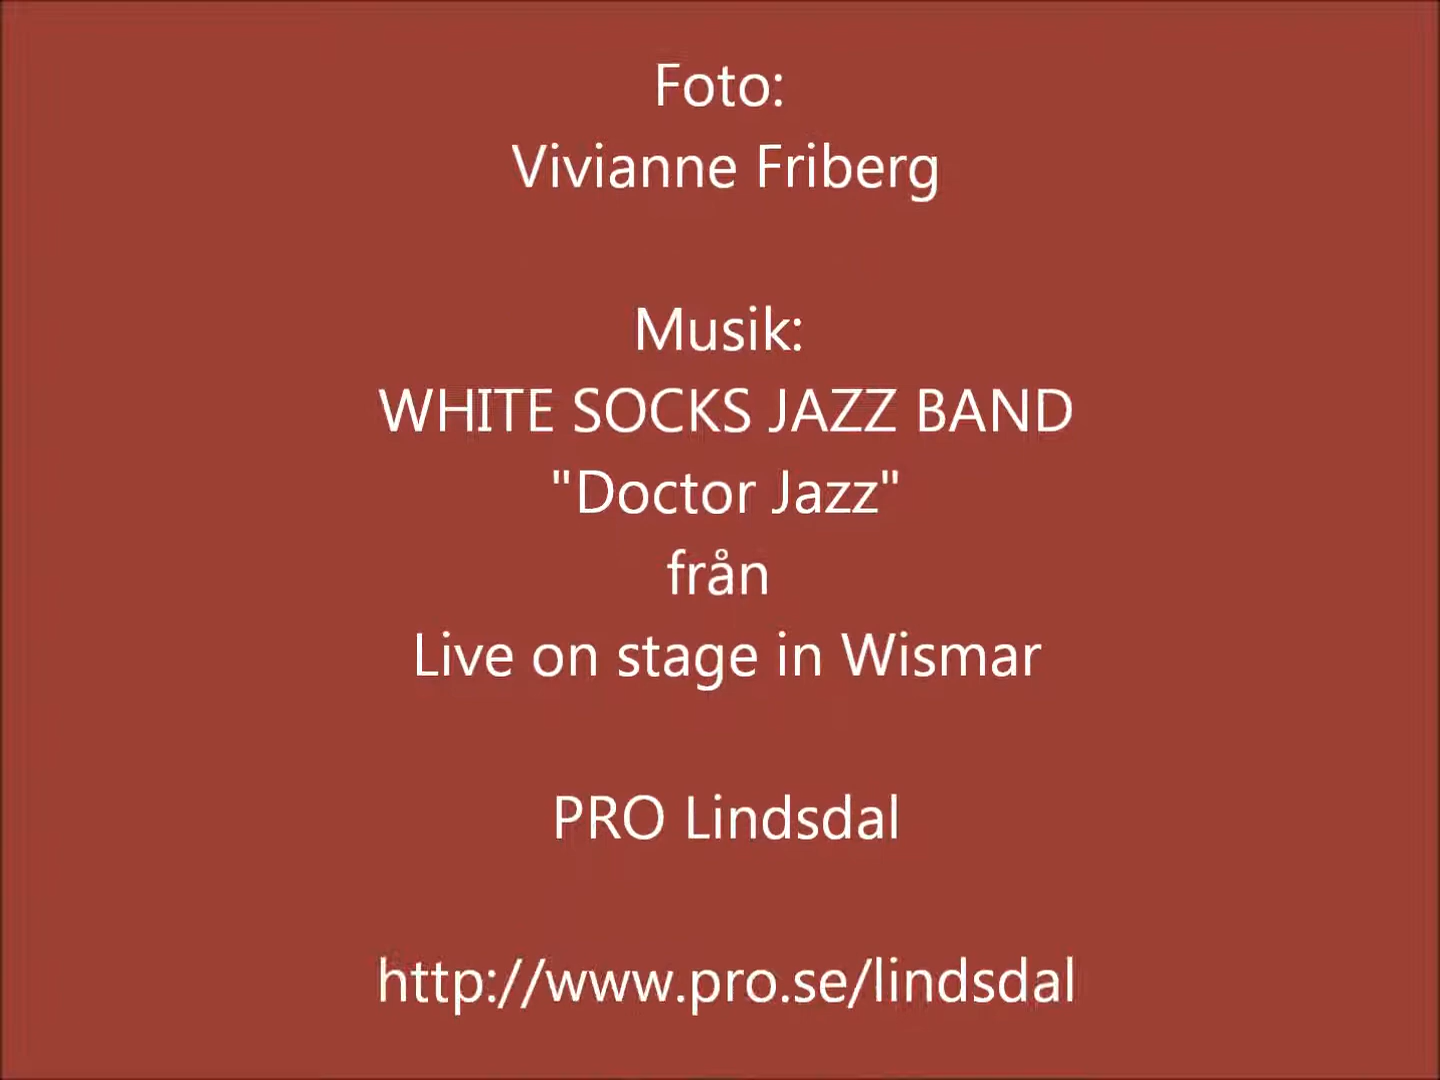 Foto:
Vivianne Friberg
Musik:
WHITE SOCKS JAZZ BAND
"Doctor Jazz"
från
Live on stage in Wismar
PRO Lindsdal
http://www.pro.se/lindsdal